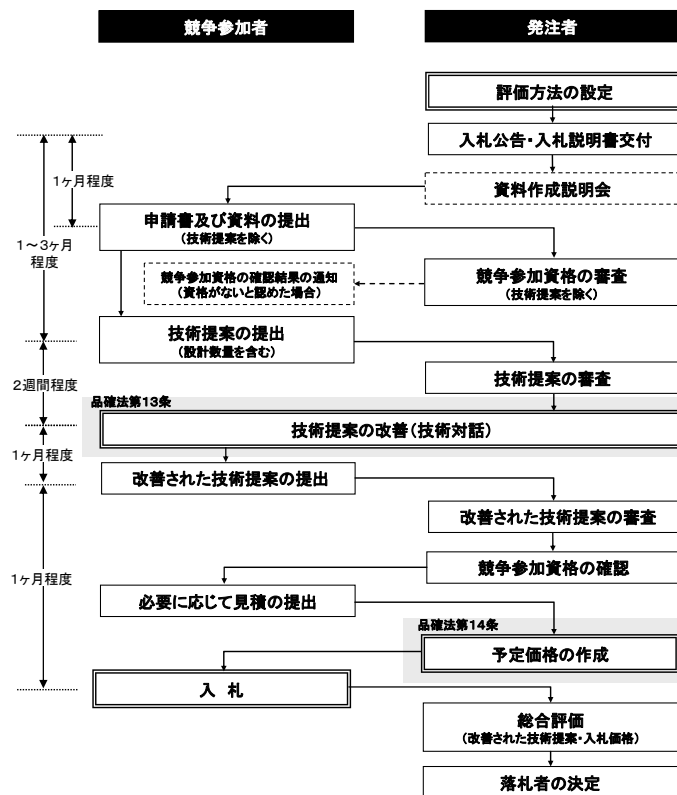 競争参加者
発注者
評価方法の設定
入札公告・入札説明書交付
1ヶ月程度
資料作成説明会
申請書及び資料の提出
(技術提案を除く)
1～3ヶ月
程度
競争参加資格の確認結果の通知
(資格がないと認めた場合)
競争参加資格の審査
(技術提案を除く)
技術提案の提出
(設計数量を含む)
2週間程度
技術提案の審査
品確法第13条
技術提案の改善(技術対話)
1ヶ月程度
改善された技術提案の提出
改善された技術提案の審査
競争参加資格の確認
1ヶ月程度
必要に応じて見積の提出
品確法第14条
予定価格の作成
入 札
総合評価
(改善された技術提案・入札価格)
落札者の決定